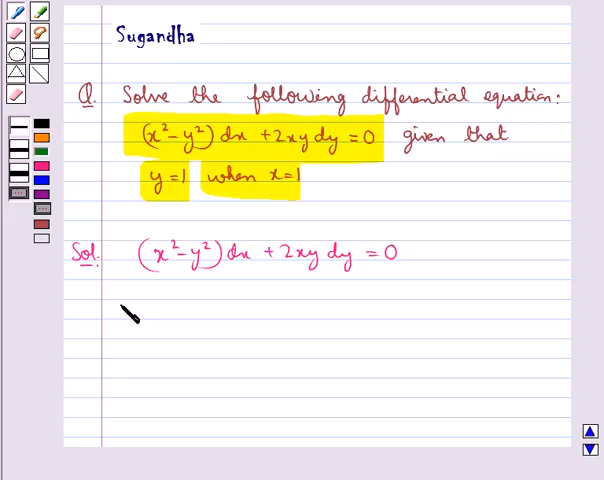 Sugandha
Q. Solve the following differential equation:
(x² - y²) dx + 2xy dy = 0 given that
y = 1 when x = 1
Sol. (x² - y²) dx + 2xy dy = 0